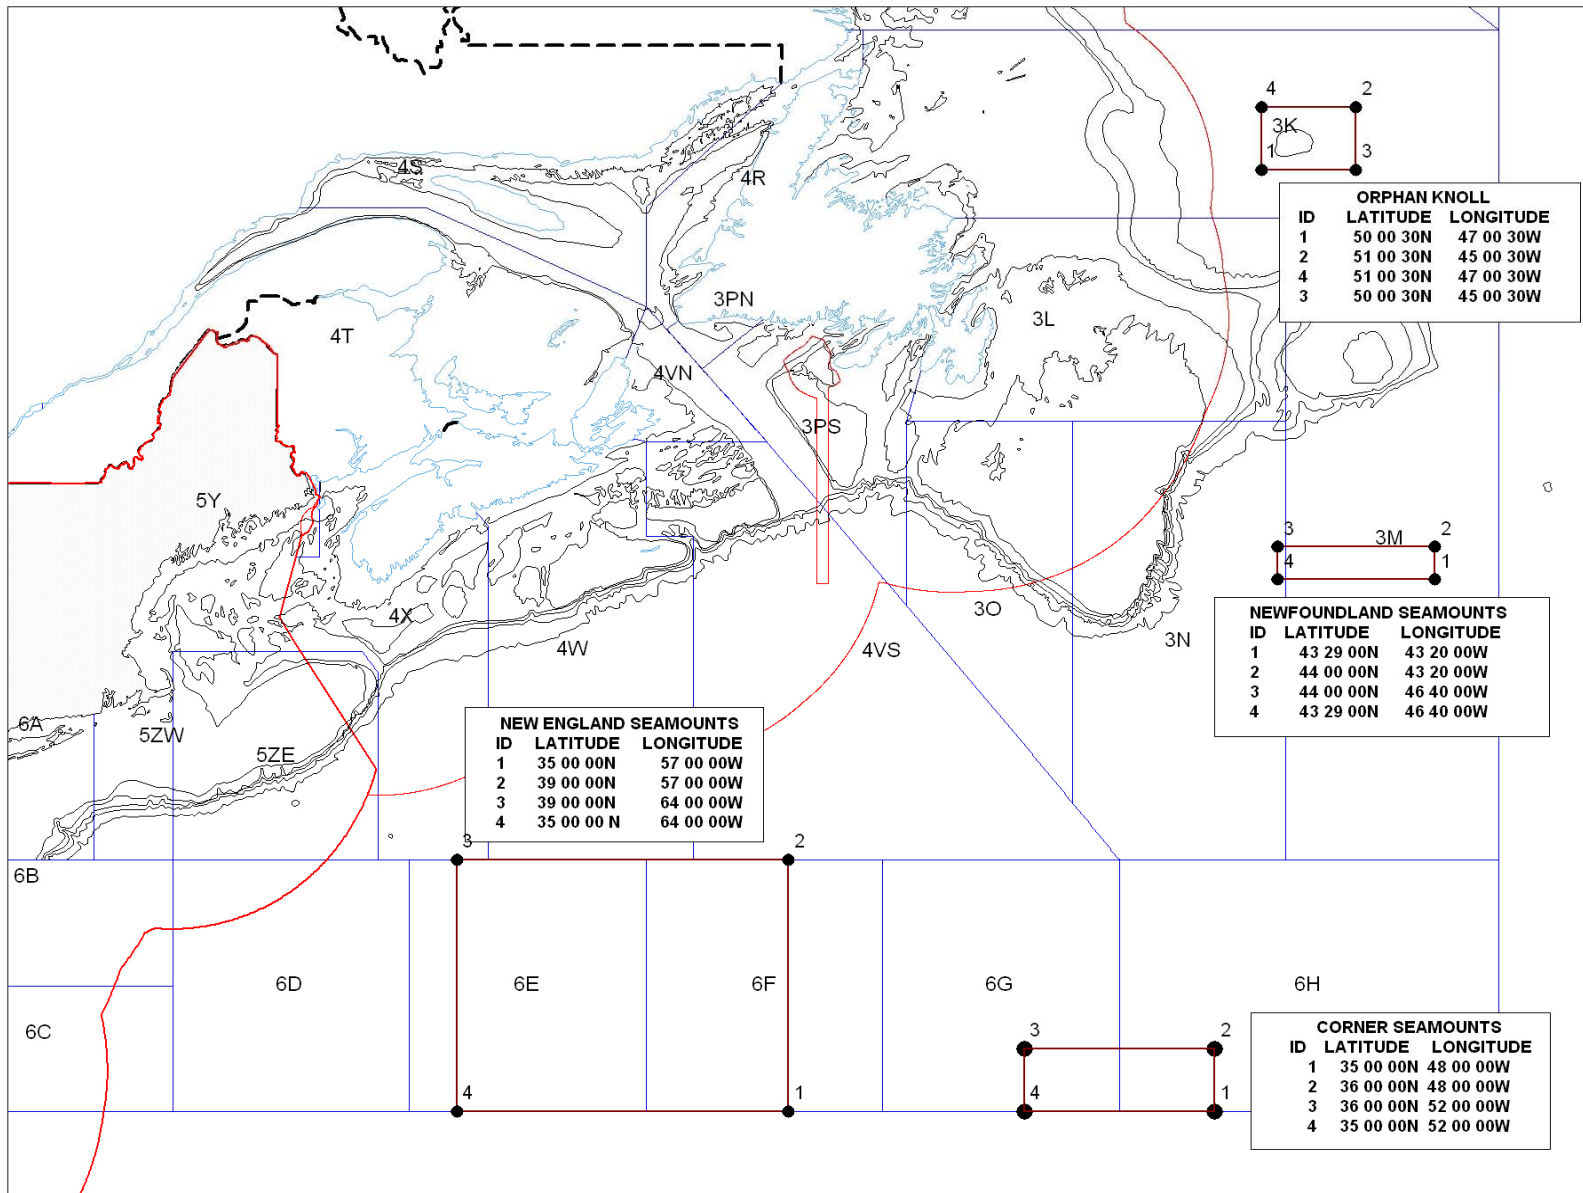 4 2
3K
1 3
4S
4R
ORPHAN KNOLL
ID LATITUDE LONGITUDE
1 50 00 30N 47 00 30W
2 51 00 30N 45 00 30W
4 51 00 30N 47 00 30W
3 50 00 30N 45 00 30W
3PN
3L
4T
4VN
3PS
5Y
3 3M 2
4 1
4X
3O
4W
4VS
3N
NEWFOUNDLAND SEAMOUNTS
ID LATITUDE LONGITUDE
1 43 29 00N 43 20 00W
2 44 00 00N 43 20 00W
3 44 00 00N 46 40 00W
4 43 29 00N 46 40 00W
6A
5ZW
5ZE
NEW ENGLAND SEAMOUNTS
ID LATITUDE LONGITUDE
1 35 00 00N 57 00 00W
2 39 00 00N 57 00 00W
3 39 00 00N 64 00 00W
4 35 00 00 N 64 00 00W
3 2
6B
6D
6E
6F
6G
6H
6C
3 2
4 1
4 1
CORNER SEAMOUNTS
ID LATITUDE LONGITUDE
1 35 00 00N 48 00 00W
2 36 00 00N 48 00 00W
3 36 00 00N 52 00 00W
4 35 00 00N 52 00 00W